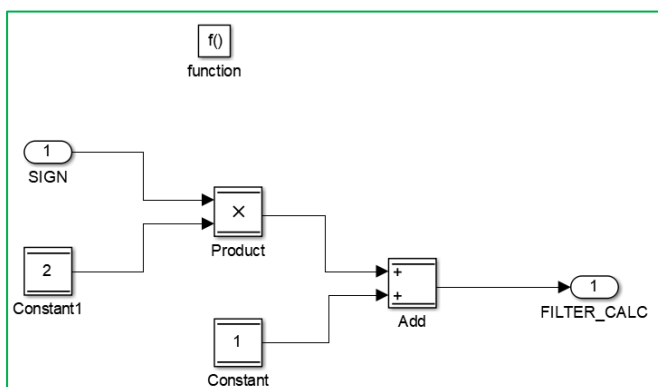 f()
function
1
SIGN
×
Product
2
Constant1
+
+
Add
1
FILTER_CALC
1
Constant